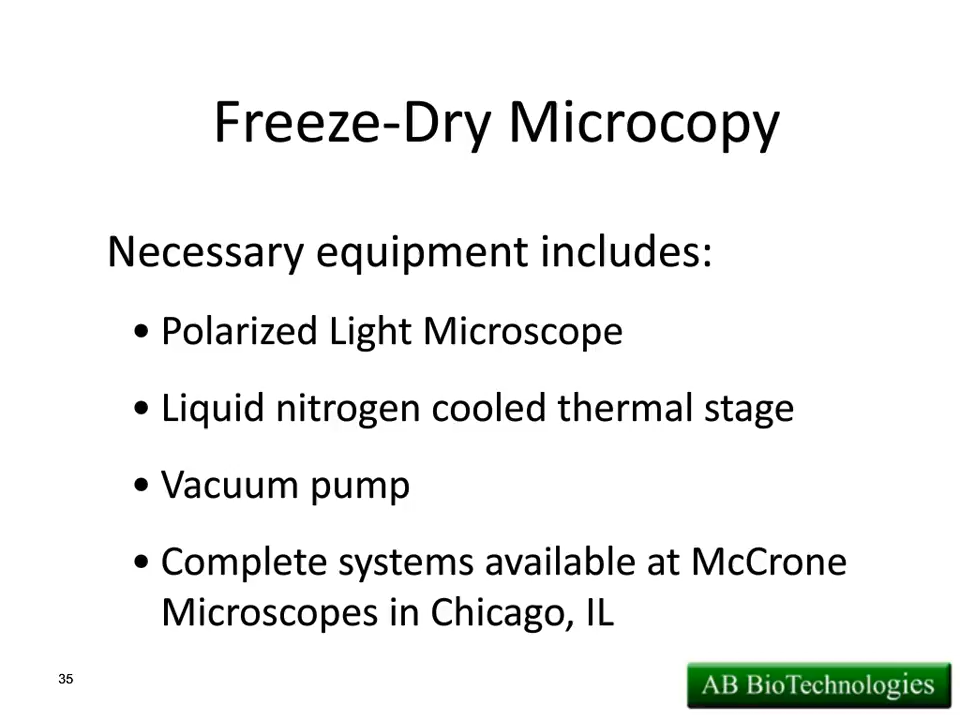 Freeze-Dry Microcopy
Necessary equipment includes:
• Polarized Light Microscope
• Liquid nitrogen cooled thermal stage
• Vacuum pump
• Complete systems available at McCrone
Microscopes in Chicago, IL
35
AB BioTechnologies